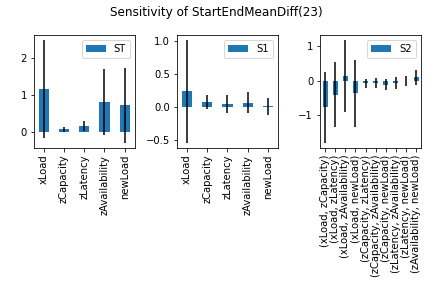 Sensitivity of StartEndMeanDiff(23)
ST
2
1
0
xLoad
zCapacity
zLatency
zAvailability
newLoad
S1
1.0
0.5
0.0
−0.5
xLoad
zCapacity
zLatency
zAvailability
newLoad
S2
1
0
−1
(xLoad, zCapacity)
(xLoad, zLatency)
(xLoad, zAvailability)
(xLoad, newLoad)
(zCapacity, zLatency)
(zCapacity, zAvailability)
(zCapacity, newLoad)
(zLatency, zAvailability)
(zLatency, newLoad)
(zAvailability, newLoad)